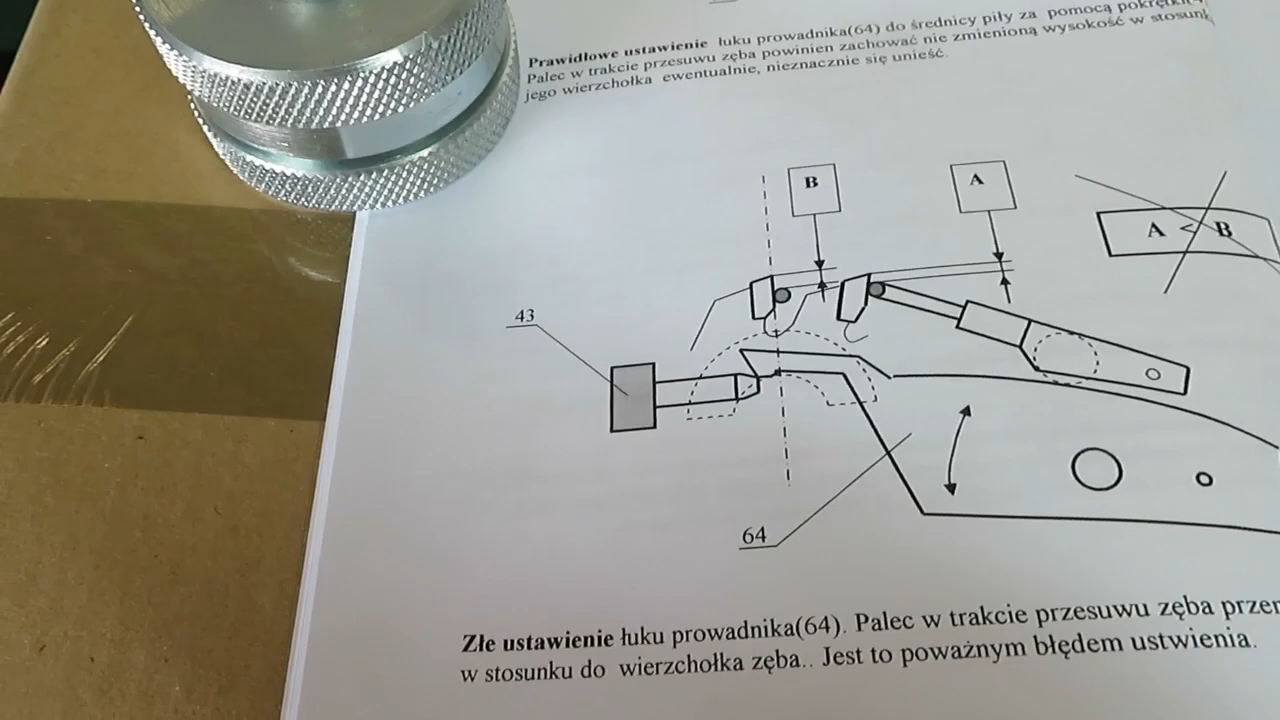 Prawidłowe ustawienie łuku prowadnika(64) do średnicy piły za pomocą
Palec w trakcie przesuwu zęba powinien zachować nie zmienioną wysokość w
jego wierzchołka ewentualnie, nieznacznie się unieść.
B
A
A < B
43
64
Złe ustawienie łuku prowadnika(64). Palec w trakcie przesuwu zęba
w stosunku do wierzchołka zęba.. Jest to poważnym błędem ustwienia.